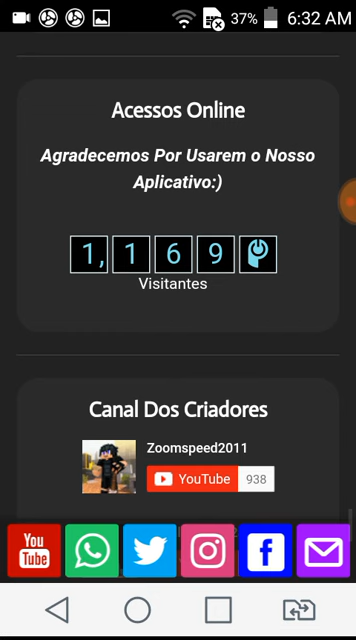 37% 6:32 AM
Acessos Online
Agradecemos Por Usarem o Nosso
Aplicativo:)
1,169
Visitantes
Canal Dos Criadores
Zoomspeed2011
YouTube 938
You
Tube